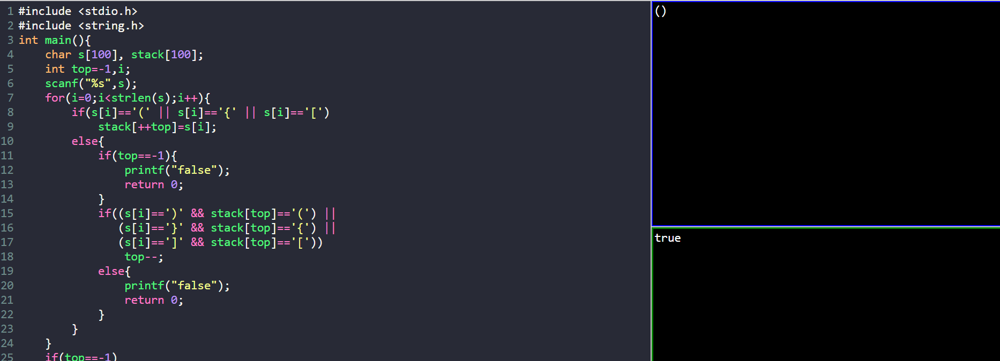 1 #include <stdio.h>
2 #include <string.h>
3 int main(){
4     char s[100], stack[100];
5     int top=-1,i;
6     scanf("%s",s);
7     for(i=0;i<strlen(s);i++){
8         if(s[i]=='(' || s[i]=='{' || s[i]=='[')
9             stack[++top]=s[i];
10         else{
11             if(top==-1){
12                 printf("false");
13                 return 0;
14             }
15             if((s[i]==')' && stack[top]=='(') ||
16                (s[i]=='}' && stack[top]=='{') ||
17                (s[i]==']' && stack[top]=='['))
18                 top--;
19             else{
20                 printf("false");
21                 return 0;
22             }
23         }
24     }
25     if(top==-1)
()
true